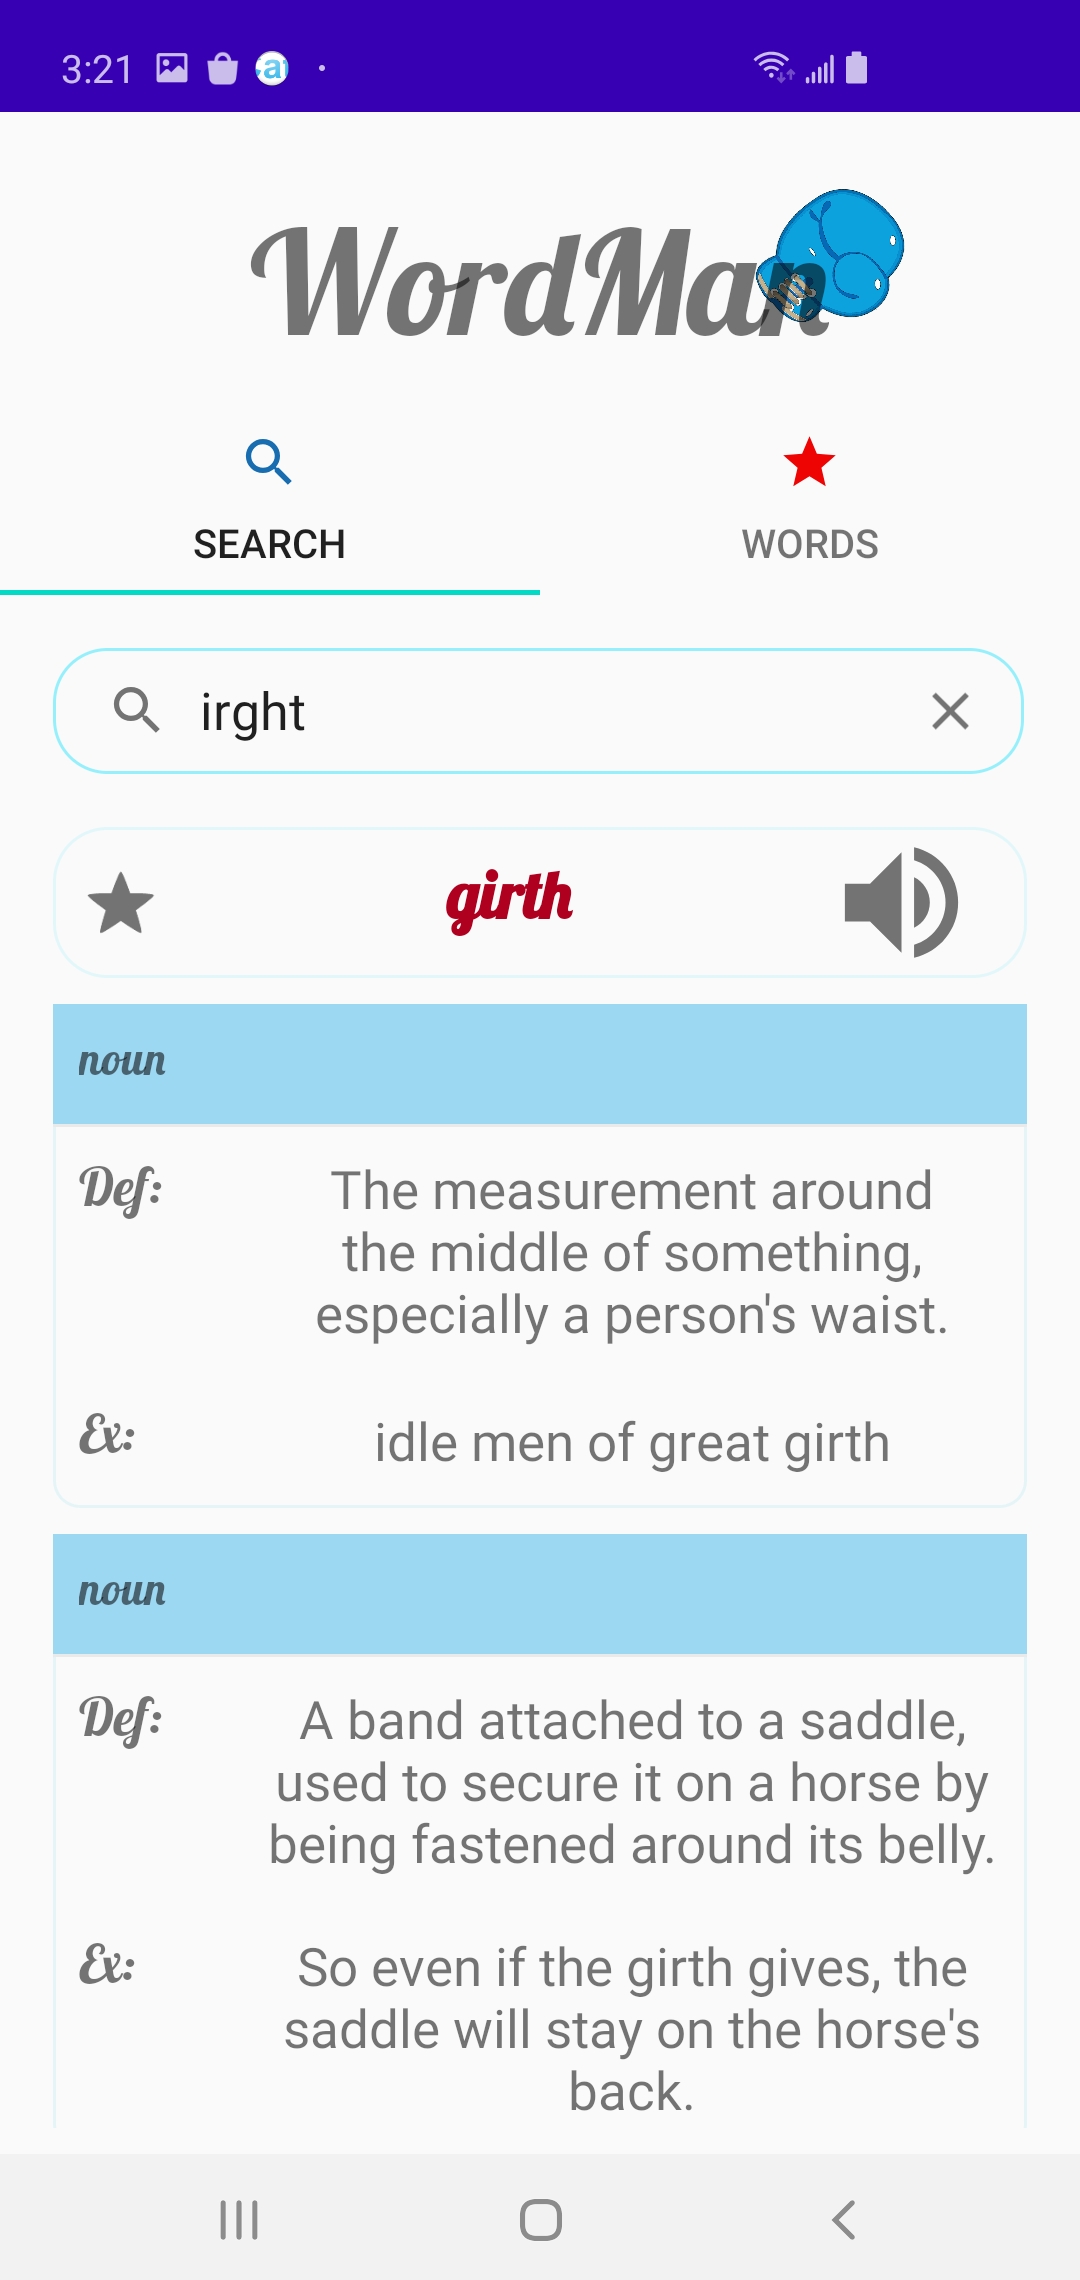 3:21
WordMan
SEARCH
WORDS
irght
girth
noun
Def:
The measurement around
the middle of something,
especially a person's waist.
Ex:
idle men of great girth
noun
Def:
A band attached to a saddle,
used to secure it on a horse by
being fastened around its belly.
Ex:
So even if the girth gives, the
saddle will stay on the horse's
back.